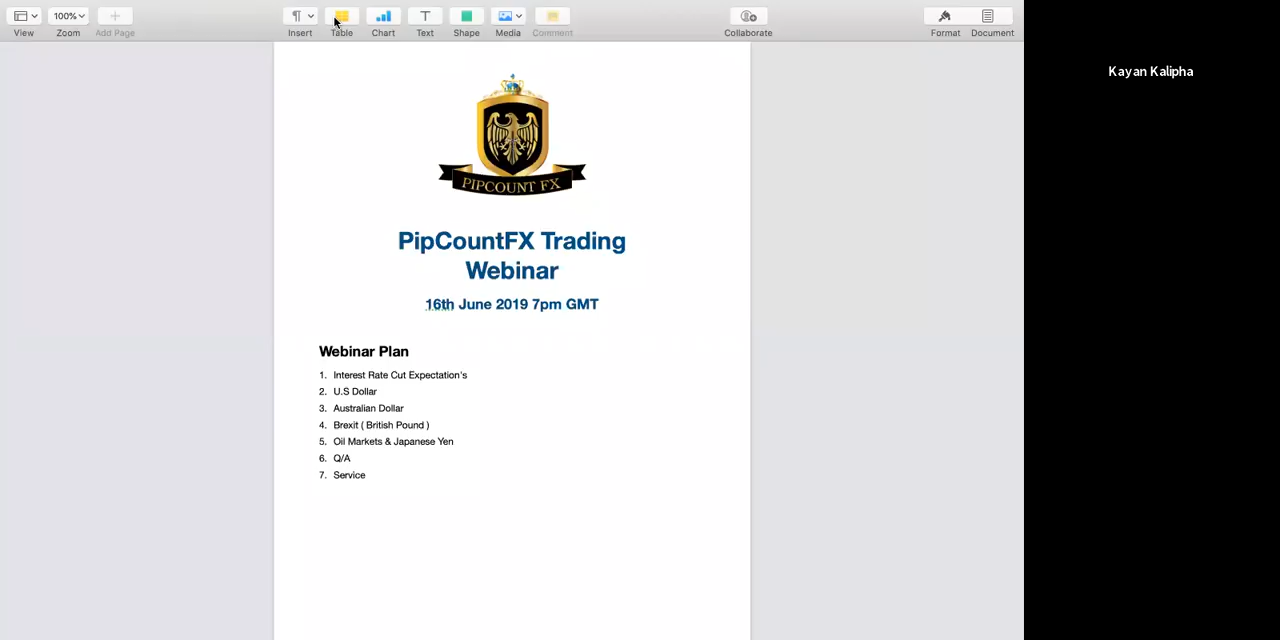 100%
View
Zoom
Add Page
Insert
Table
Chart
Text
Shape
Media
Comment
Collaborate
Format
Document
Kayan Kalipha
PIPCOUNT FX
PipCountFX Trading
Webinar
16th June 2019 7pm GMT
Webinar Plan
1. Interest Rate Cut Expectation's
2. U.S Dollar
3. Australian Dollar
4. Brexit ( British Pound )
5. Oil Markets & Japanese Yen
6. Q/A
7. Service